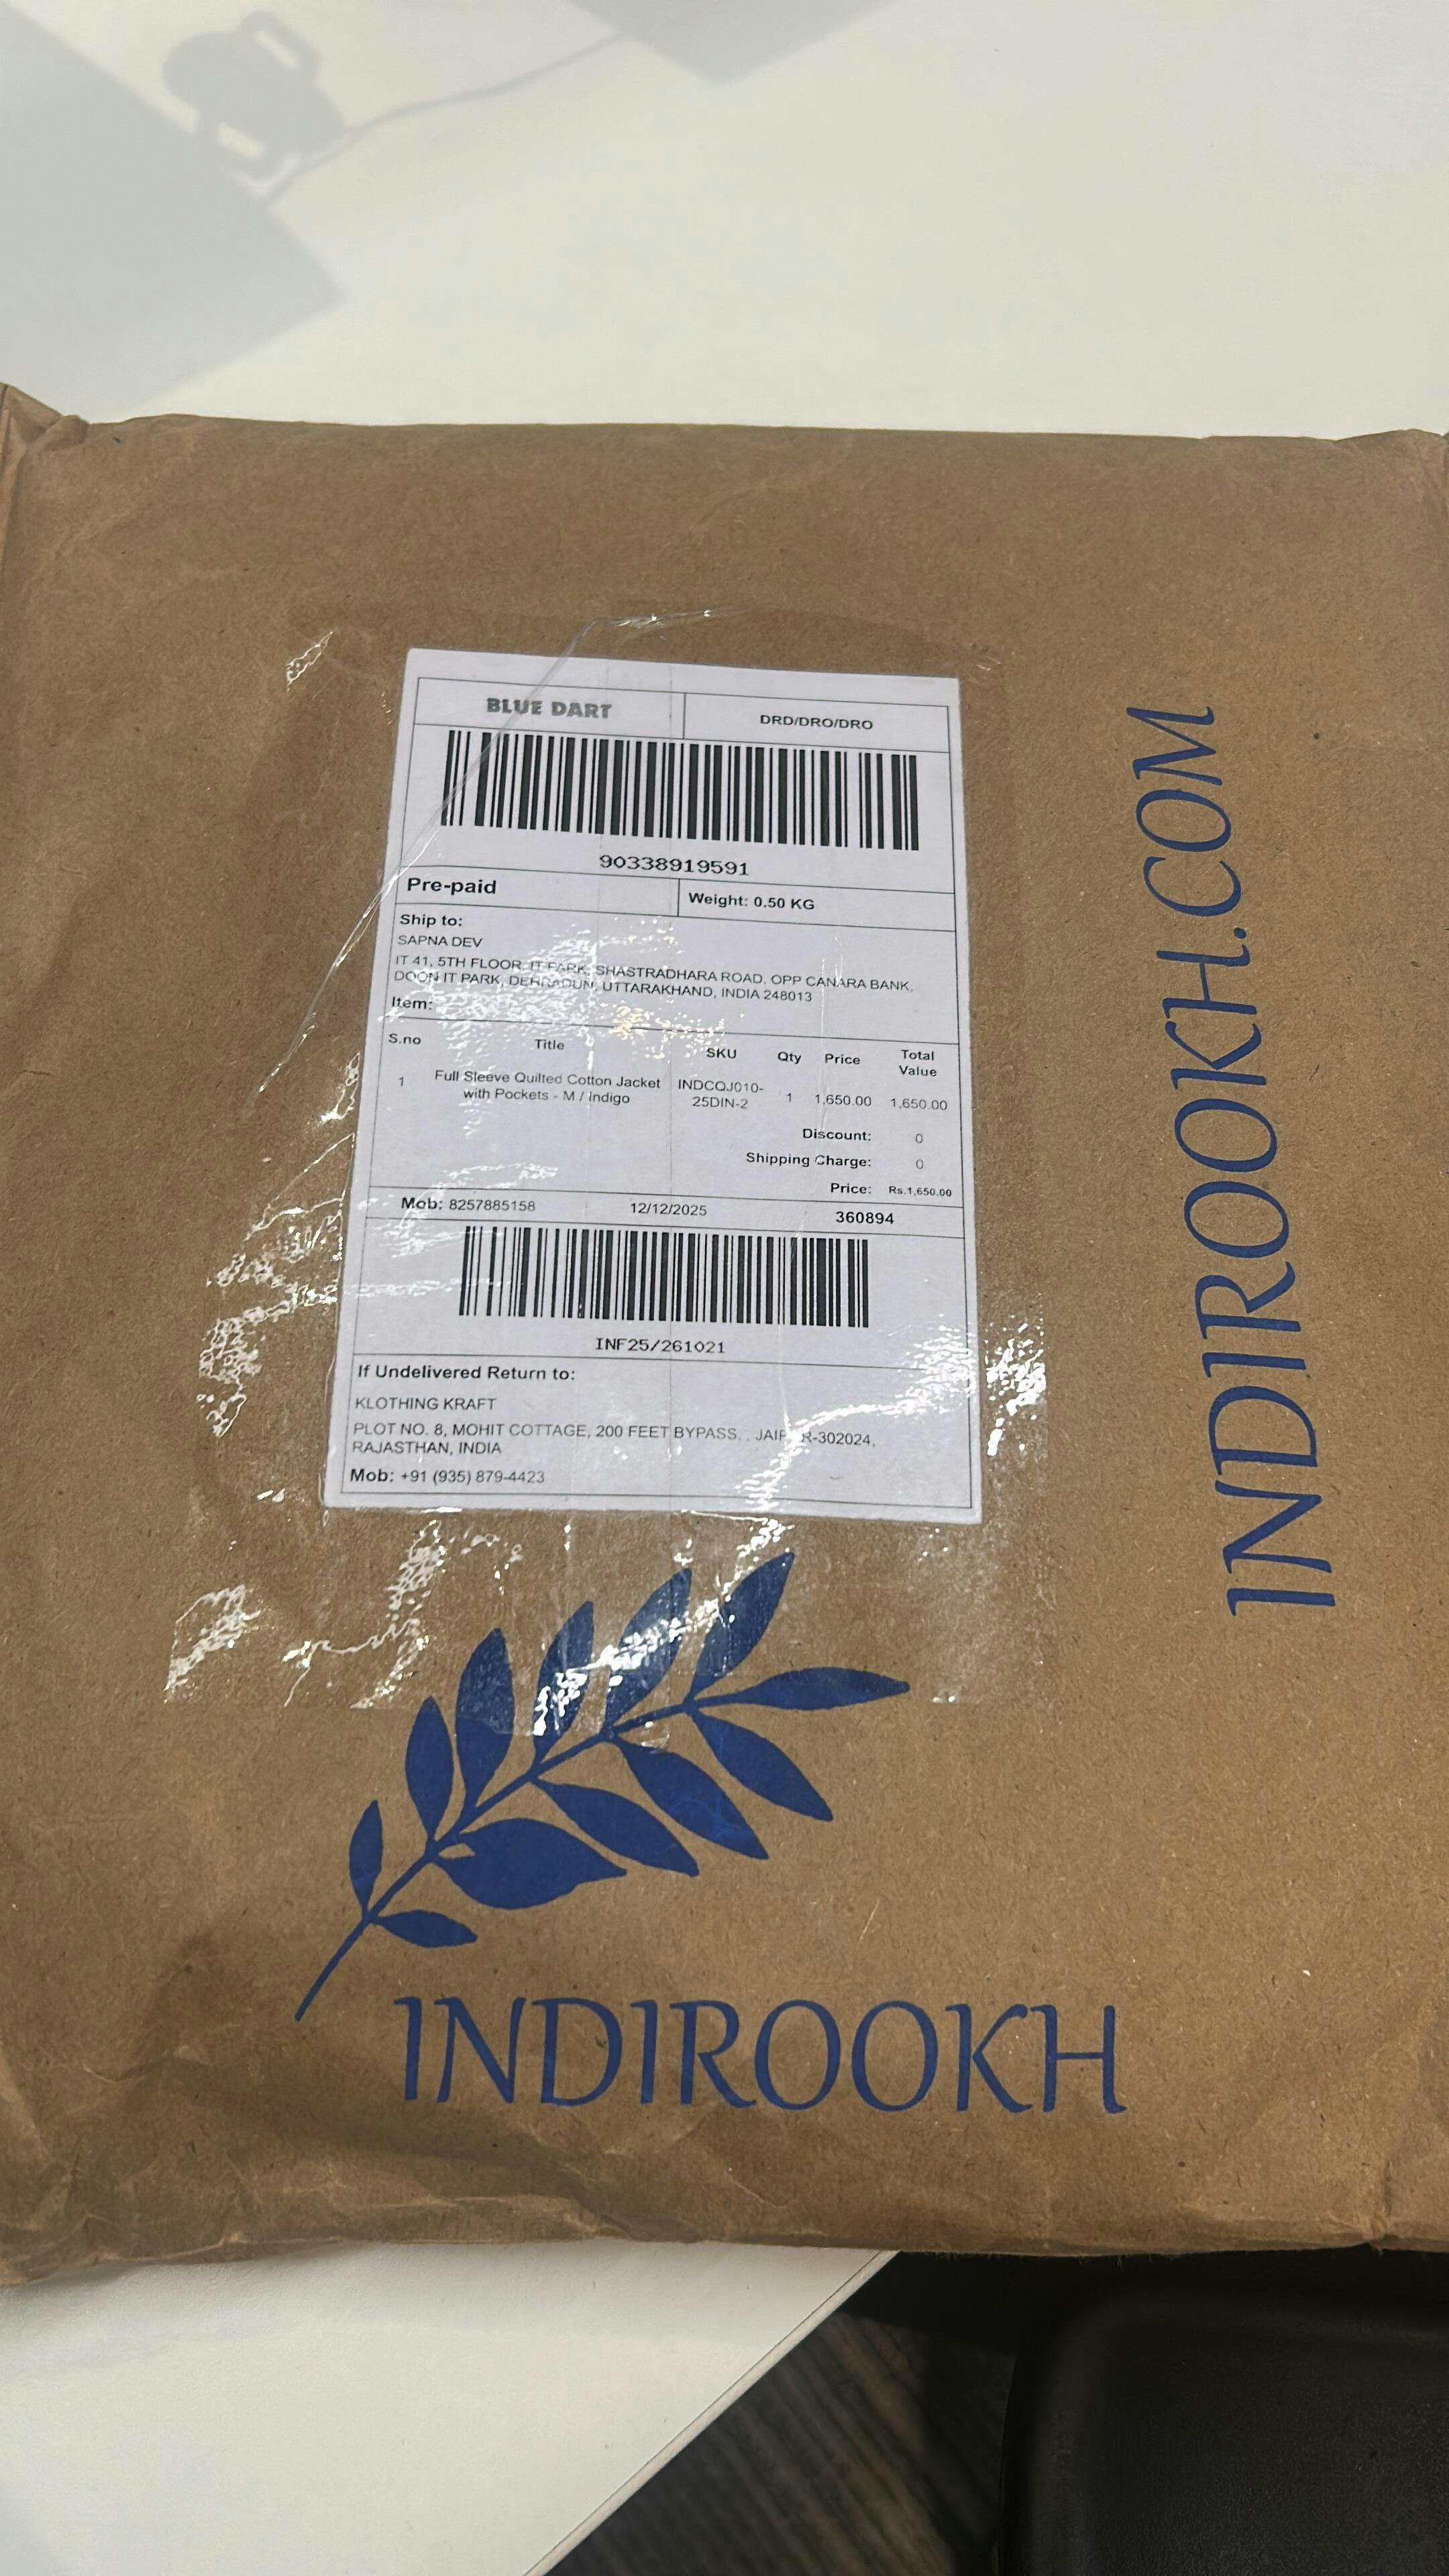 BLUE DART
DRD/DRO/DRO
90338919591
Pre-paid
Weight: 0.50 KG
Ship to:
SAPNA DEV
IT 41, 5TH FLOOR, IT PARK, SHASTRADHARA ROAD, OPP CANARA BANK,
DOON IT PARK, DEHRADUN, UTTARAKHAND, INDIA 248013
Item:
S.no Title SKU Qty Price Total Value
1 Full Sleeve Quilted Cotton Jacket with Pockets - M / Indigo INDCQJ010-25DIN-2 1 1,650.00 1,650.00
Discount: 0
Shipping Charge: 0
Price: Rs.1,650.00
Mob: 8257885158 12/12/2025 360894
INF25/261021
If Undelivered Return to:
KLOTHING KRAFT
PLOT NO. 8, MOHIT COTTAGE, 200 FEET BYPASS, , -302024,
RAJASTHAN, INDIA
Mob: +91 (935) 879-4423
INDIROOKH
INDIROOKH.COM